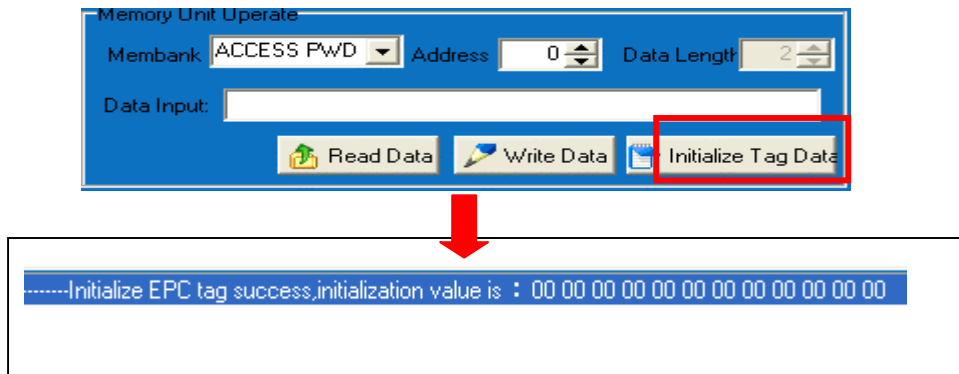 Memory Unit Operate
Membank ACCESS PWD Address 0 Data Length 2
Data Input:
Read Data Write Data Initialize Tag Data
--------Initialize EPC tag success,initialization value is : 00 00 00 00 00 00 00 00 00 00 00 00